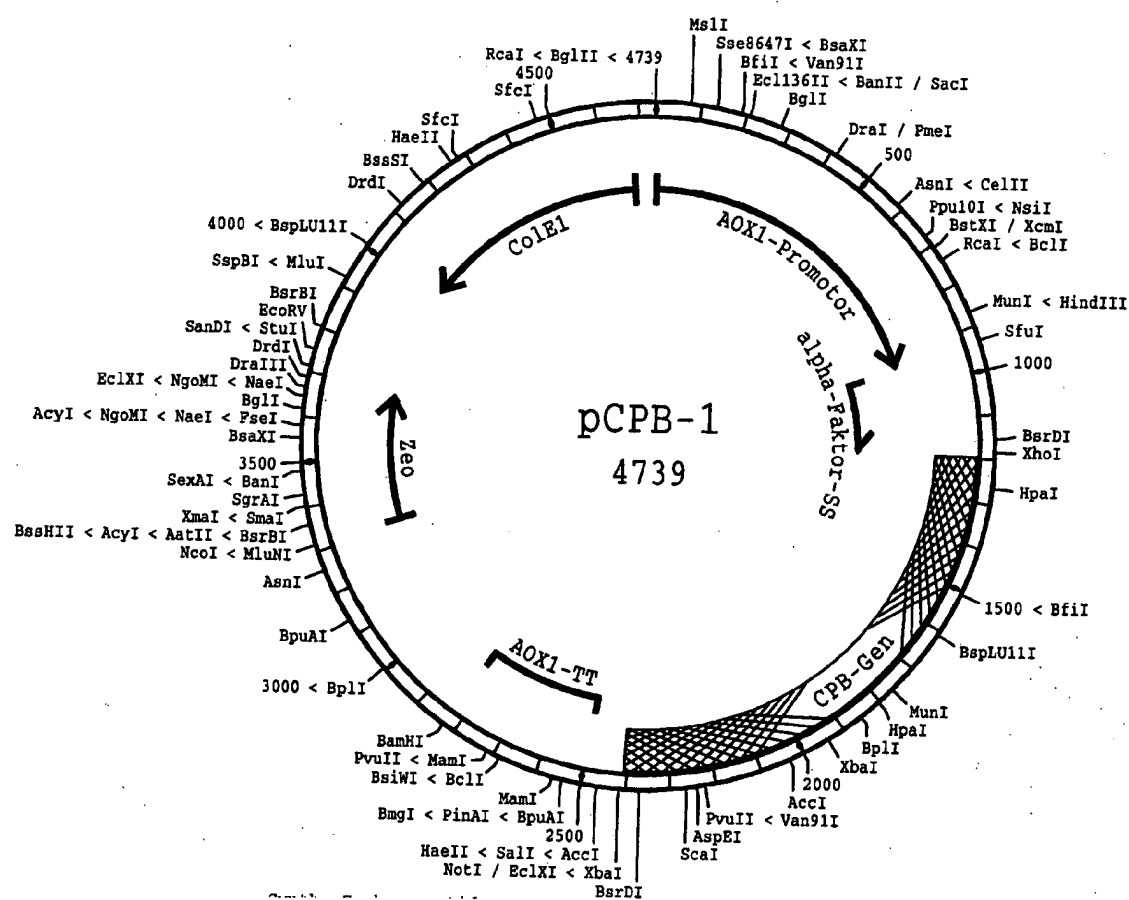 MslI
Sse8647I < BsaXI
BfiI < Van91I
Ecl136II < BanII / SacI
BglI
DraI / PmeI
500
AsnI < CelII
Ppu10I < NsiI
BstXI / XcmI
RcaI < BclI
MunI < HindIII
SfuI
1000
BsrDI
XhoI
HpaI
1500 < BfiI
BspLU11I
MunI
HpaI
BplI
XbaI
2000
AccI
PvuII < Van91I
AspEI
ScaI
BsrDI
NotI / EclXI < XbaI
HaeII < SalI < AccI
2500
BmgI < PinAI < BpuAI
MamI
BsiWI < BclI
PvuII < MamI
BamHI
3000 < BplI
BpuAI
AsnI
NcoI < MluNI
BssHII < AcyI < AatII < BsrBI
XmaI < SmaI
SgrAI
SexAI < BanI
3500
BsaXI
AcyI < NgoMI < NaeI < FseI
BglI
EclXI < NgoMI < NaeI
DraIII
DrdI
SanDI < StuI
EcoRV
BsrBI
SspBI < MluI
4000 < BspLU11I
DrdI
BssSI
HaeII
SfcI
SfcI
4500
RcaI < BglII < 4739
ColE1
AOX1-Promotor
alpha-Faktor-SS
pCPB-1
4739
Zeo
AOX1-TT
CPB-Gen